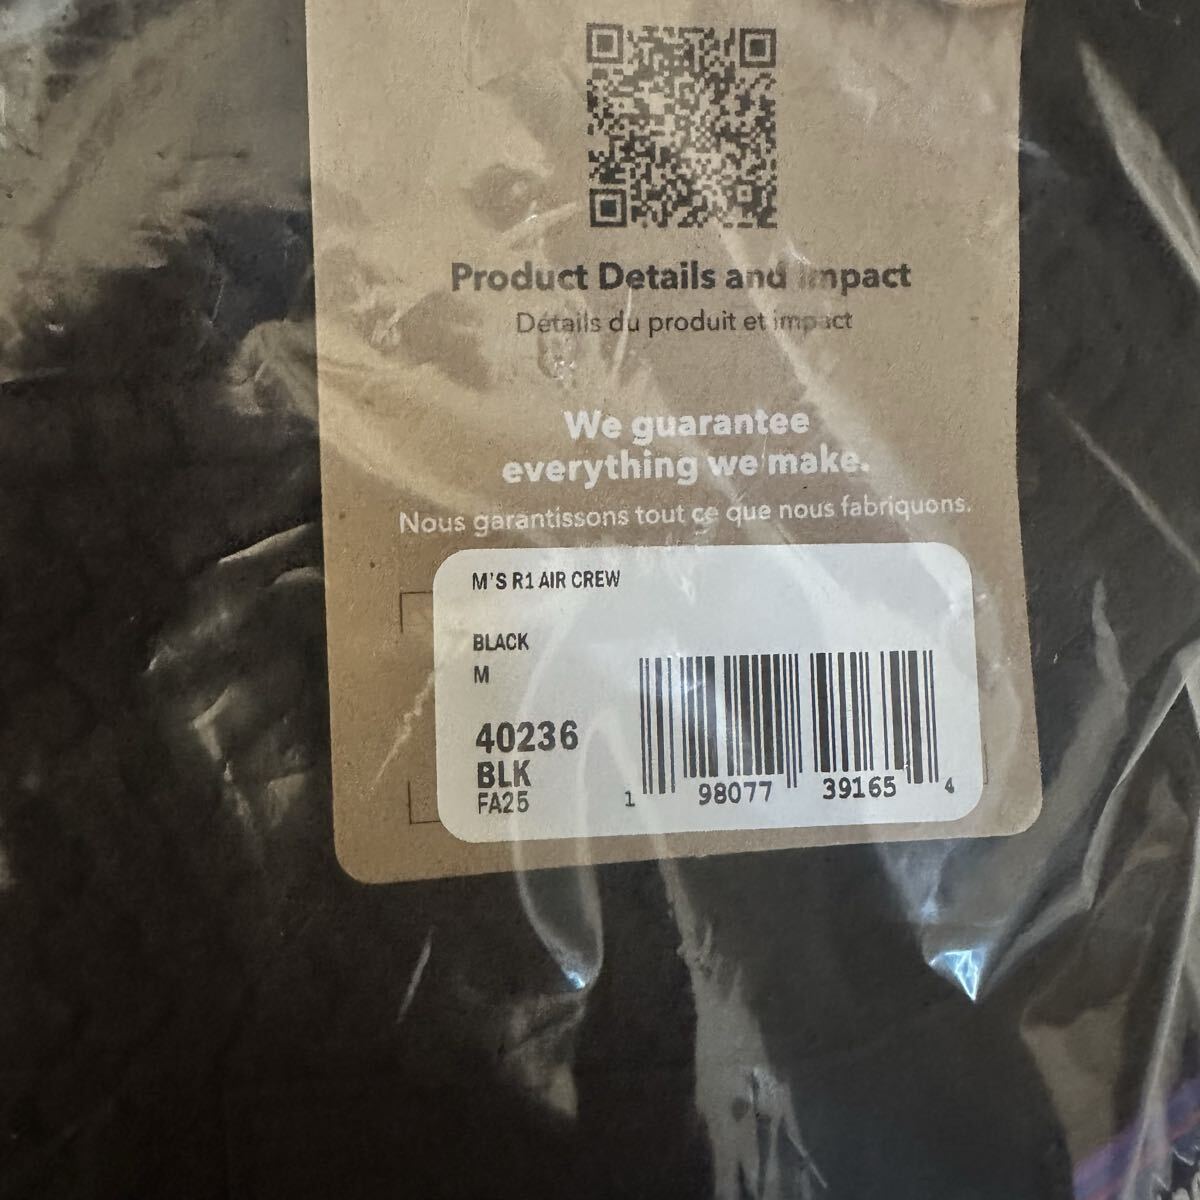 Product Details and Impact
Détails du produit et impact
We guarantee
everything we make.
Nous garantissons tout ce que nous fabriquons.
M'S R1 AIR CREW
BLACK
M
40236
BLK
FA25
1 98077 39165 4